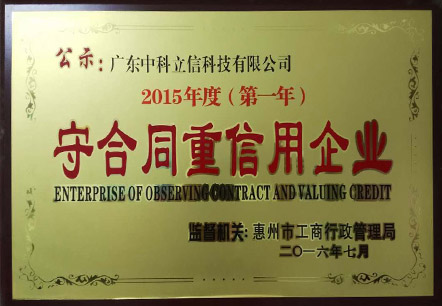 公示:广东中科立信科技有限公司
2015年度(第一年)
守合同重信用企业
ENTERPRISE OF OBSERVING CONTRACT AND VALUING CREDIT
监督机关:惠州市工商行政管理局
二〇一六年七月